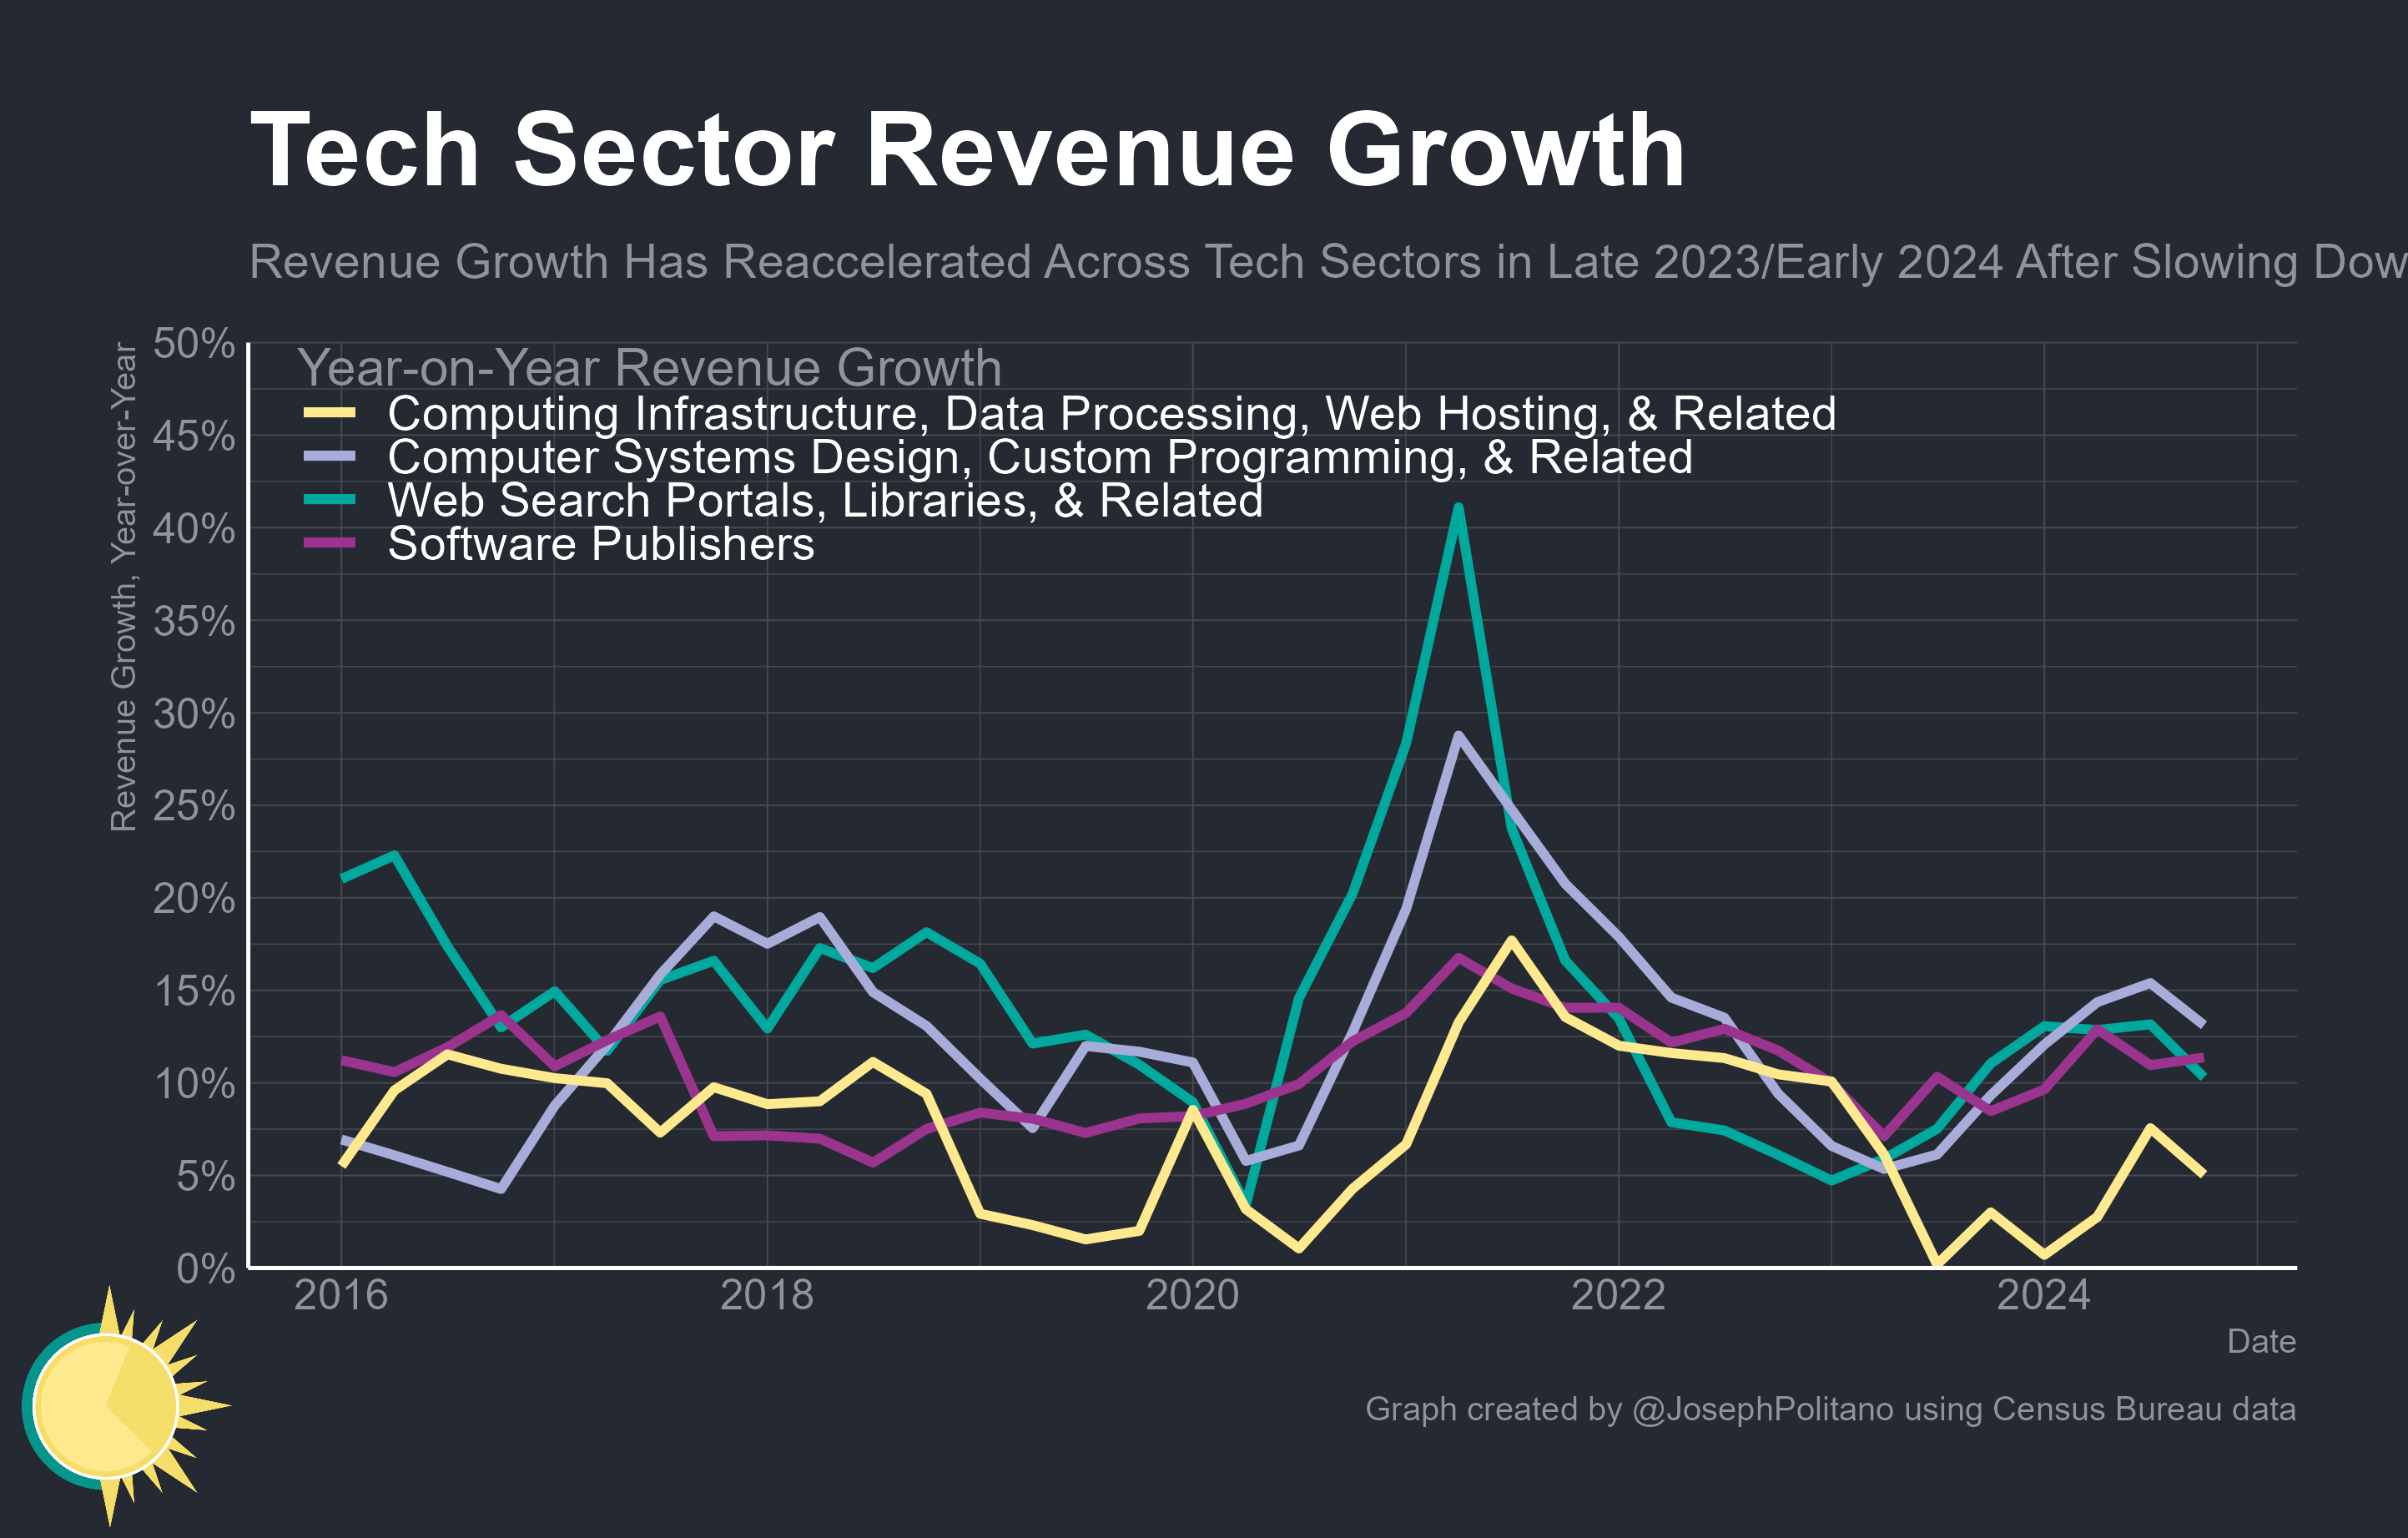 Tech Sector Revenue Growth
Revenue Growth Has Reaccelerated Across Tech Sectors in Late 2023/Early 2024 After Slowing
Revenue Growth, Year-over-Year
50%
45%
40%
35%
30%
25%
20%
15%
10%
5%
0%
Year-on-Year Revenue Growth
Computing Infrastructure, Data Processing, Web Hosting, & Related
Computer Systems Design, Custom Programming, & Related
Web Search Portals, Libraries, & Related
Software Publishers
2016 2018 2020 2022 2024
Date
Graph created by @JosephPolitano using Census Bureau data